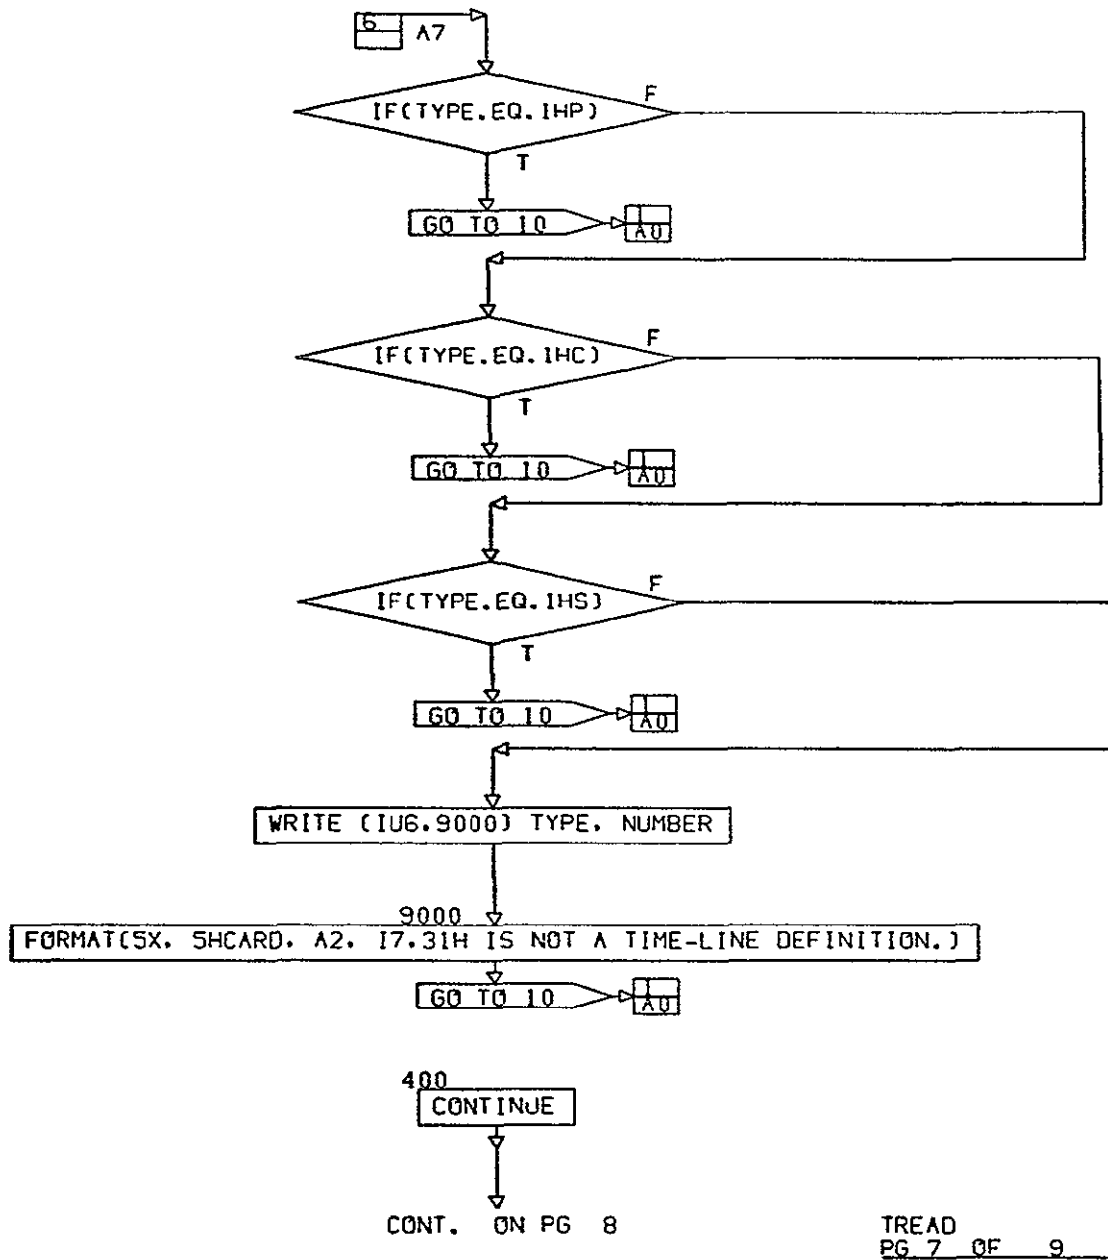 6
A7
IF(TYPE.EQ.1HP)
F
T
GO TO 10
1
A0
IF(TYPE.EQ.1HC)
F
T
GO TO 10
1
A0
IF(TYPE.EQ.1HS)
F
T
GO TO 10
1
A0
WRITE (IU6.9000) TYPE. NUMBER
9000
FORMAT(5X. 5HCARD. A2. I7.31H IS NOT A TIME-LINE DEFINITION.)
GO TO 10
1
A0
400
CONTINUE
CONT. ON PG 8
TREAD
PG 7 OF 9